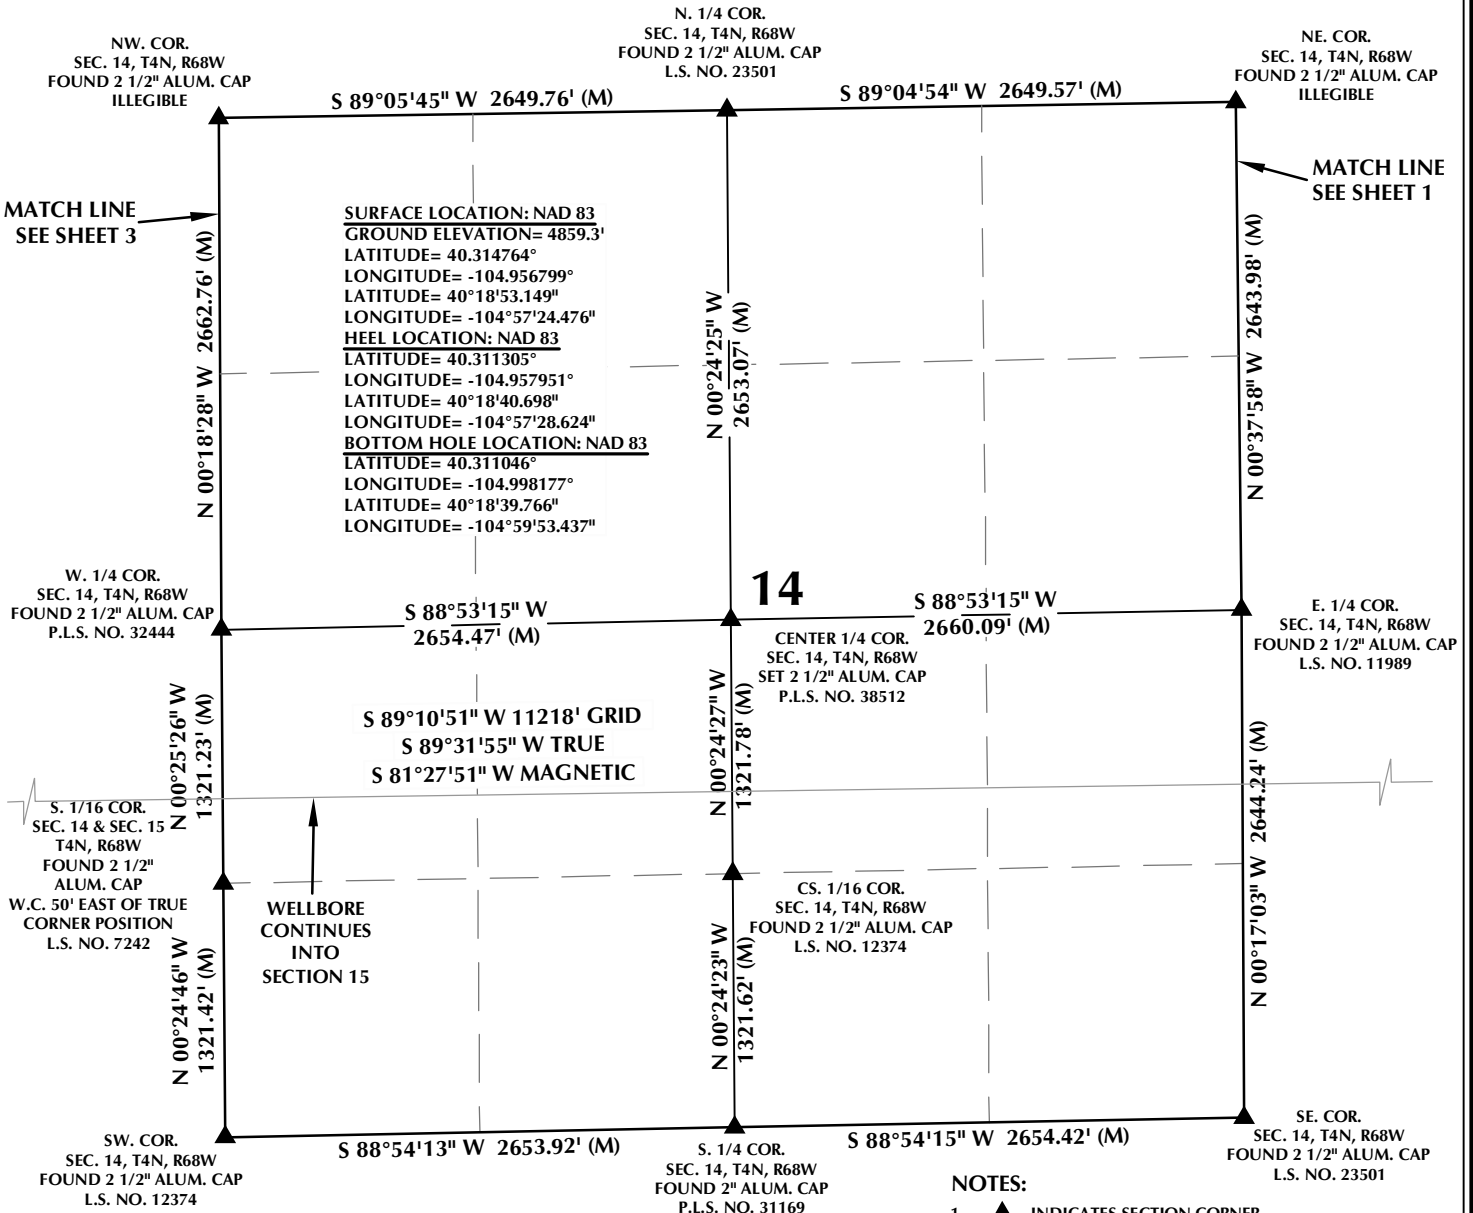 N. 1/4 COR.
SEC. 14, T4N, R68W
FOUND 2 1/2" ALUM. CAP
L.S. NO. 23501
NW. COR.
SEC. 14, T4N, R68W
FOUND 2 1/2" ALUM. CAP
ILLEGIBLE
NE. COR.
SEC. 14, T4N, R68W
FOUND 2 1/2" ALUM. CAP
ILLEGIBLE
S 89°05'45" W 2649.76' (M)
S 89°04'54" W 2649.57' (M)
MATCH LINE
SEE SHEET 3
MATCH LINE
SEE SHEET 1
SURFACE LOCATION: NAD 83
GROUND ELEVATION= 4859.3'
LATITUDE= 40.314764°
LONGITUDE= -104.956799°
LATITUDE= 40°18'53.149"
LONGITUDE= -104°57'24.476"
HEEL LOCATION: NAD 83
LATITUDE= 40.311305°
LONGITUDE= -104.957951°
LATITUDE= 40°18'40.698"
LONGITUDE= -104°57'28.624"
BOTTOM HOLE LOCATION: NAD 83
LATITUDE= 40.311046°
LONGITUDE= -104.998177°
LATITUDE= 40°18'39.766"
LONGITUDE= -104°59'53.437"
N 00°18'28" W 2662.76' (M)
N 00°24'25" W
2653.07' (M)
N 00°37'58" W 2643.98' (M)
W. 1/4 COR.
SEC. 14, T4N, R68W
FOUND 2 1/2" ALUM. CAP
P.L.S. NO. 32444
S 88°53'15" W
2654.47' (M)
14
S 88°53'15" W
2660.09' (M)
E. 1/4 COR.
SEC. 14, T4N, R68W
FOUND 2 1/2" ALUM. CAP
L.S. NO. 11989
CENTER 1/4 COR.
SEC. 14, T4N, R68W
SET 2 1/2" ALUM. CAP
P.L.S. NO. 38512
S 89°10'51" W 11218' GRID
S 89°31'55" W TRUE
S 81°27'51" W MAGNETIC
N 00°25'26" W
1321.23' (M)
N 00°24'27" W
1321.78' (M)
N 00°17'03" W 2644.24' (M)
S. 1/16 COR.
SEC. 14 & SEC. 15
T4N, R68W
FOUND 2 1/2"
ALUM. CAP
W.C. 50' EAST OF TRUE
CORNER POSITION
L.S. NO. 7242
WELLBORE
CONTINUES
INTO
SECTION 15
CS. 1/16 COR.
SEC. 14, T4N, R68W
FOUND 2 1/2" ALUM. CAP
L.S. NO. 12374
N 00°24'46" W
1321.42' (M)
N 00°24'23" W
1321.62' (M)
SW. COR.
SEC. 14, T4N, R68W
FOUND 2 1/2" ALUM. CAP
L.S. NO. 12374
S 88°54'13" W 2653.92' (M)
S. 1/4 COR.
SEC. 14, T4N, R68W
FOUND 2" ALUM. CAP
P.L.S. NO. 31169
S 88°54'15" W 2654.42' (M)
SE. COR.
SEC. 14, T4N, R68W
FOUND 2 1/2" ALUM. CAP
L.S. NO. 23501
NOTES:
1. ▲ INDICATES SECTION CORNER